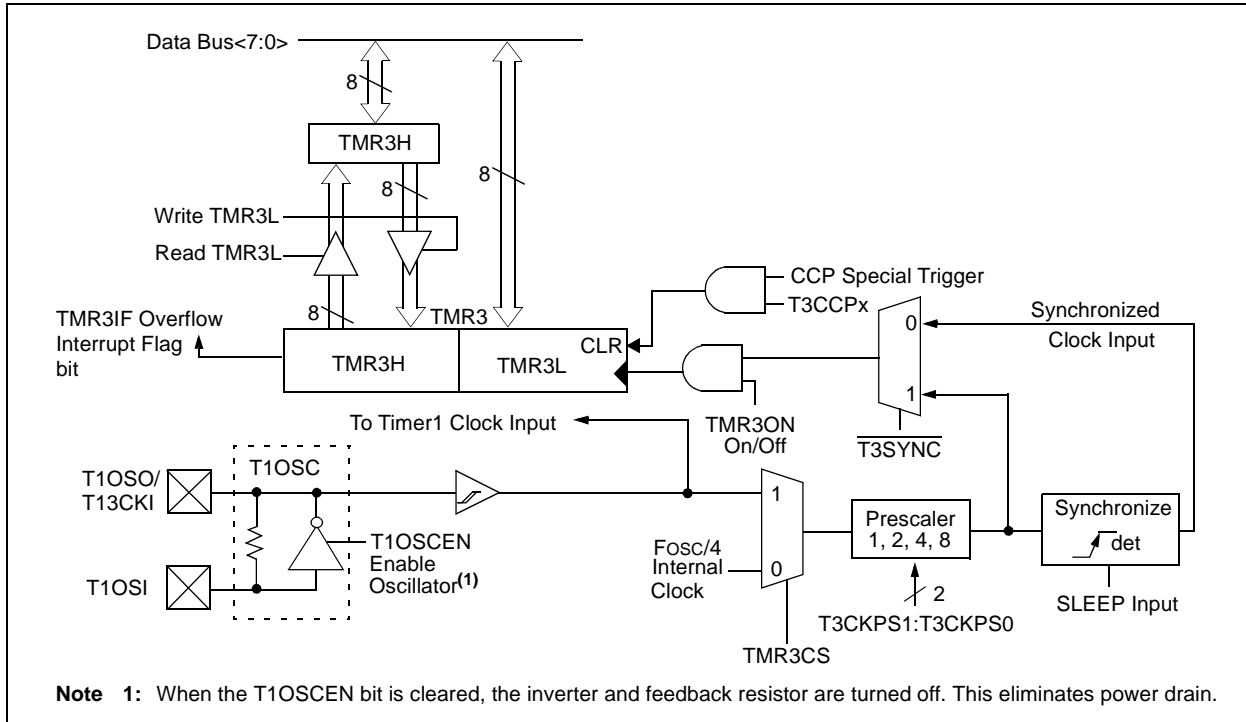 Data Bus<7:0>
8
TMR3H
8
8
Write TMR3L
Read TMR3L
CCP Special Trigger
T3CCPx
8
TMR3
TMR3IF Overflow
Interrupt Flag
bit
TMR3H
TMR3L
CLR
0
1
Synchronized
Clock Input
To Timer1 Clock Input
TMR3ON
On/Off
T3SYNC
T1OSC
T1OSO/
T13CKI
T1OSI
T1OSCEN
Enable
Oscillator(1)
1
0
FOSC/4
Internal
Clock
Prescaler
1, 2, 4, 8
Synchronize
det
2
SLEEP Input
T3CKPS1:T3CKPS0
TMR3CS
Note 1: When the T1OSCEN bit is cleared, the inverter and feedback resistor are turned off. This eliminates power drain.